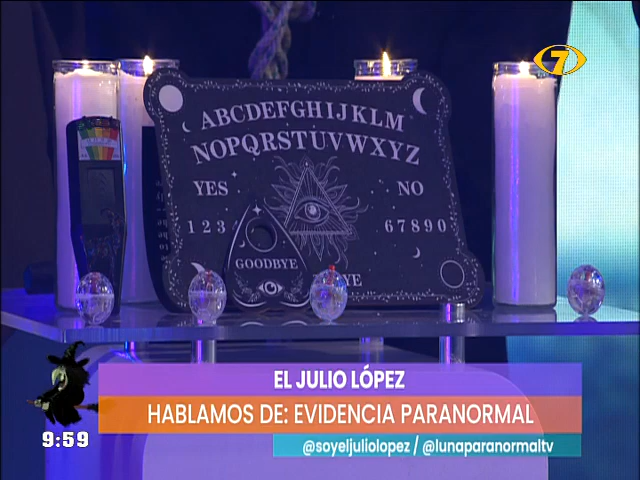 7
ABCDEFGHIJKLM
NOPQRSTUVWXYZ
YES NO
1 2 3 6 7 8 9 0
GOODBYE
YE
EL JULIO LÓPEZ
HABLAMOS DE: EVIDENCIA PARANORMAL
9:59
@soyeljuliolopez / @lunaparanormaltv